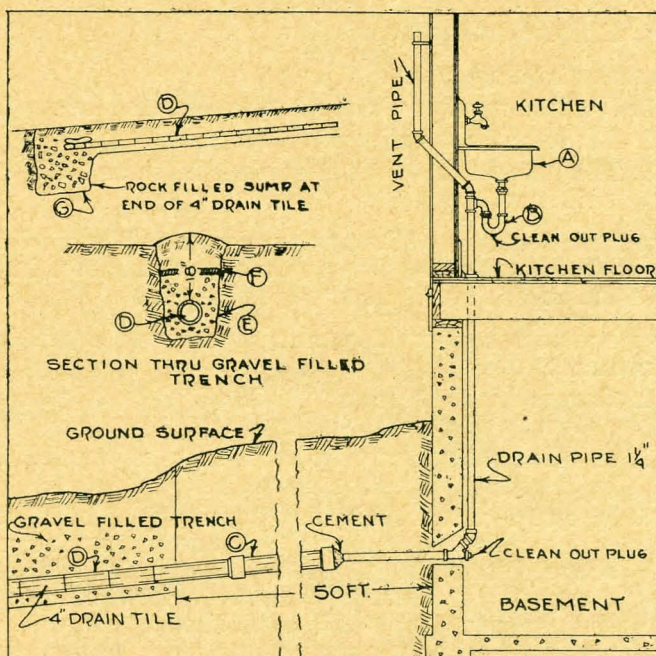 D
ROCK FILLED SUMP AT
END OF 4" DRAIN TILE
G
VENT PIPE
KITCHEN
A
B
CLEAN OUT PLUG
KITCHEN FLOOR
F
D
E
SECTION THRU GRAVEL FILLED
TRENCH
GROUND SURFACE
DRAIN PIPE 1¼"
GRAVEL FILLED TRENCH
C
CEMENT
D
CLEAN OUT PLUG
50 FT.
4" DRAIN TILE
BASEMENT